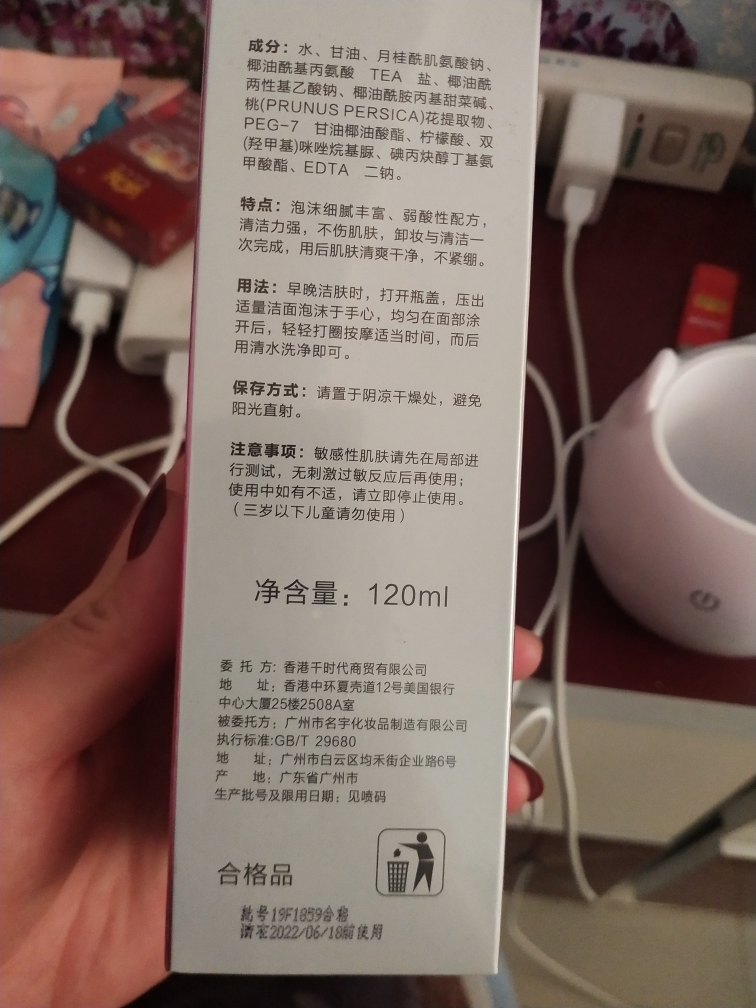 成分：水、甘油、月桂酰肌氨酸钠、
椰油酰基丙氨酸 TEA 盐、椰油酰
两性基乙酸钠、椰油酰胺丙基甜菜碱、
桃(PRUNUS PERSICA)花提取物、
PEG-7 甘油椰油酸酯、柠檬酸、双
(羟甲基)咪唑烷基脲、碘丙炔醇丁基氨
甲酸酯、EDTA 二钠。
特点：泡沫细腻丰富、弱酸性配方，
清洁力强，不伤肌肤，卸妆与清洁一
次完成，用后肌肤清爽干净，不紧绷。
用法：早晚洁肤时，打开瓶盖，压出
适量洁面泡沫于手心，均匀在面部涂
开后，轻轻打圈按摩适当时间，而后
用清水洗净即可。
保存方式：请置于阴凉干燥处，避免
阳光直射。
注意事项：敏感性肌肤请先在局部进
行测试，无刺激过敏反应后再使用；
使用中如有不适，请立即停止使用。
（三岁以下儿童请勿使用）
净含量：120ml
委 托 方: 香港千时代商贸有限公司
地 址: 香港中环夏壳道12号美国银行
中心大厦25楼2508A室
被委托方: 广州市名宇化妆品制造有限公司
执行标准:GB/T 29680
地 址: 广州市白云区均禾街企业路6号
产 地: 广东省广州市
生产批号及限用日期: 见喷码
合格品
批号19F1859合格
请在2022/06/18前使用